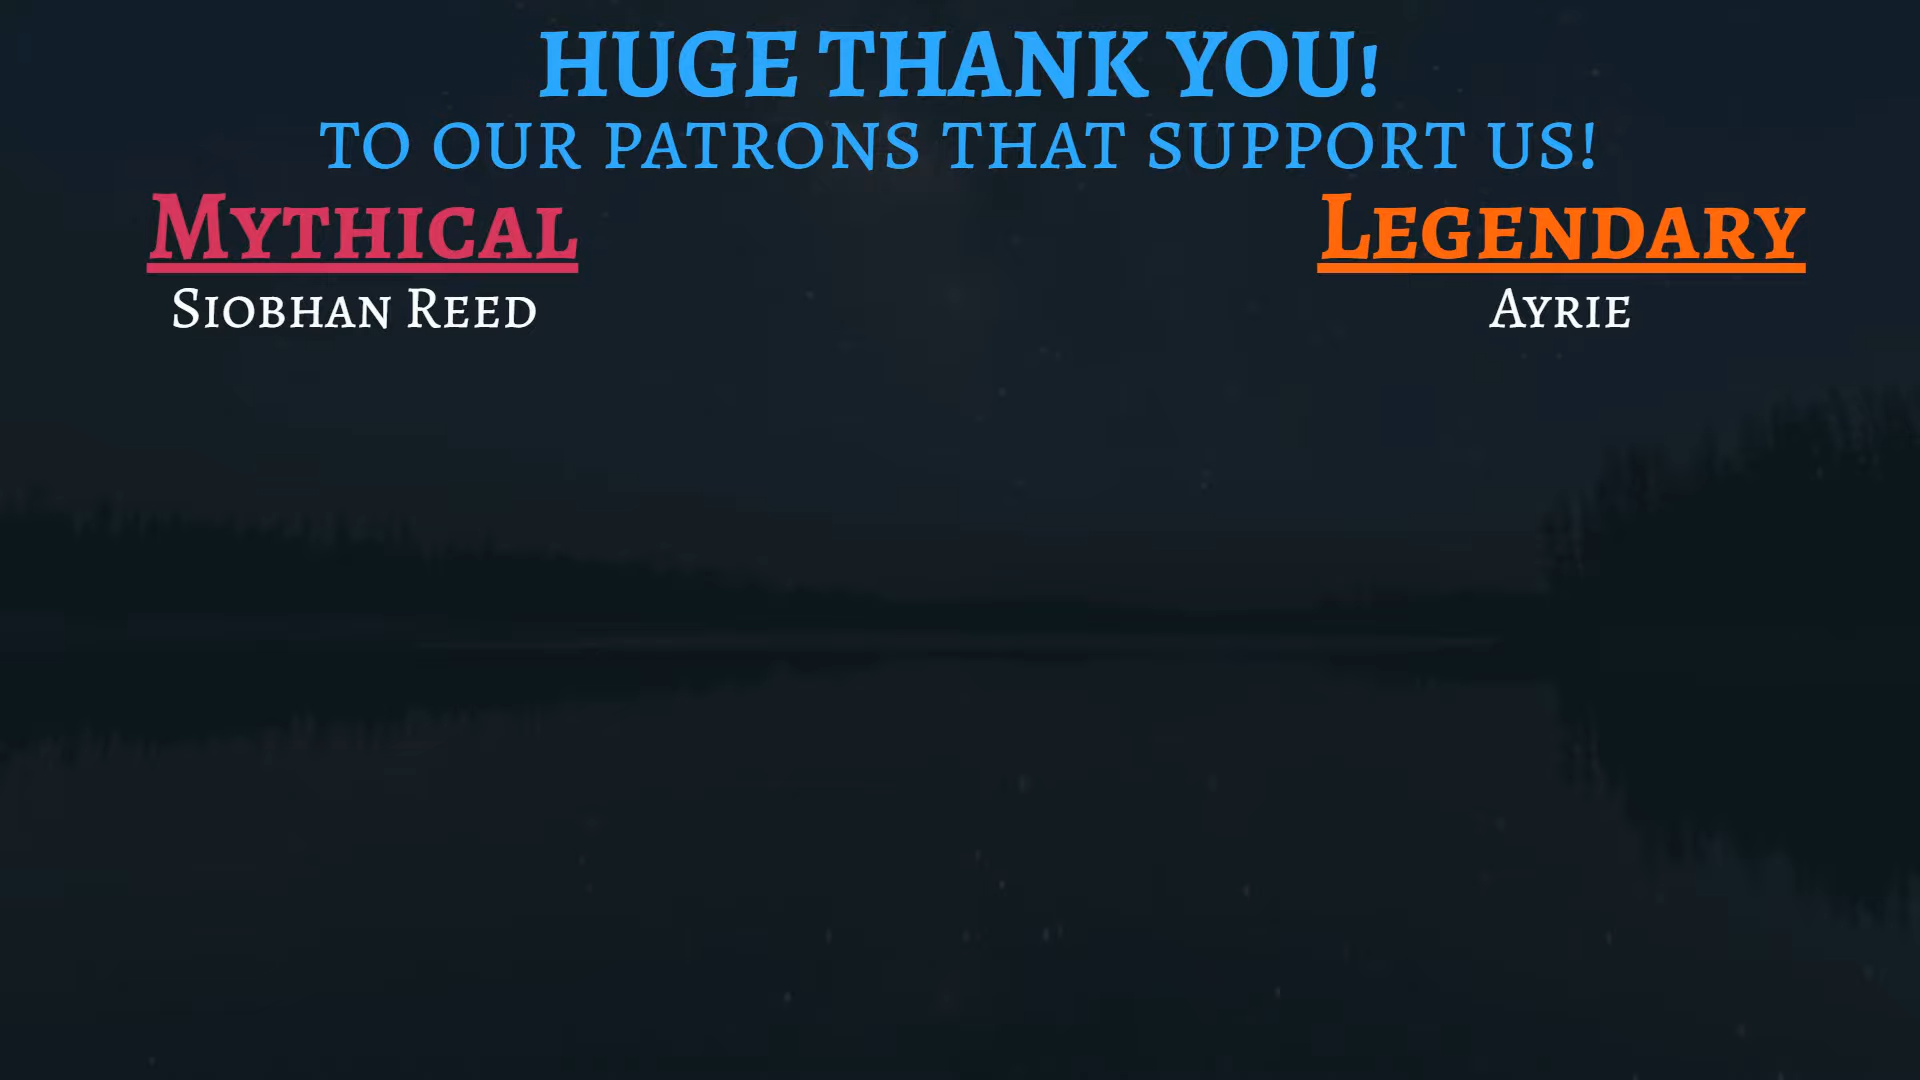 HUGE THANK YOU!
TO OUR PATRONS THAT SUPPORT US!
MYTHICAL
SIOBHAN REED
LEGENDARY
AYRIE